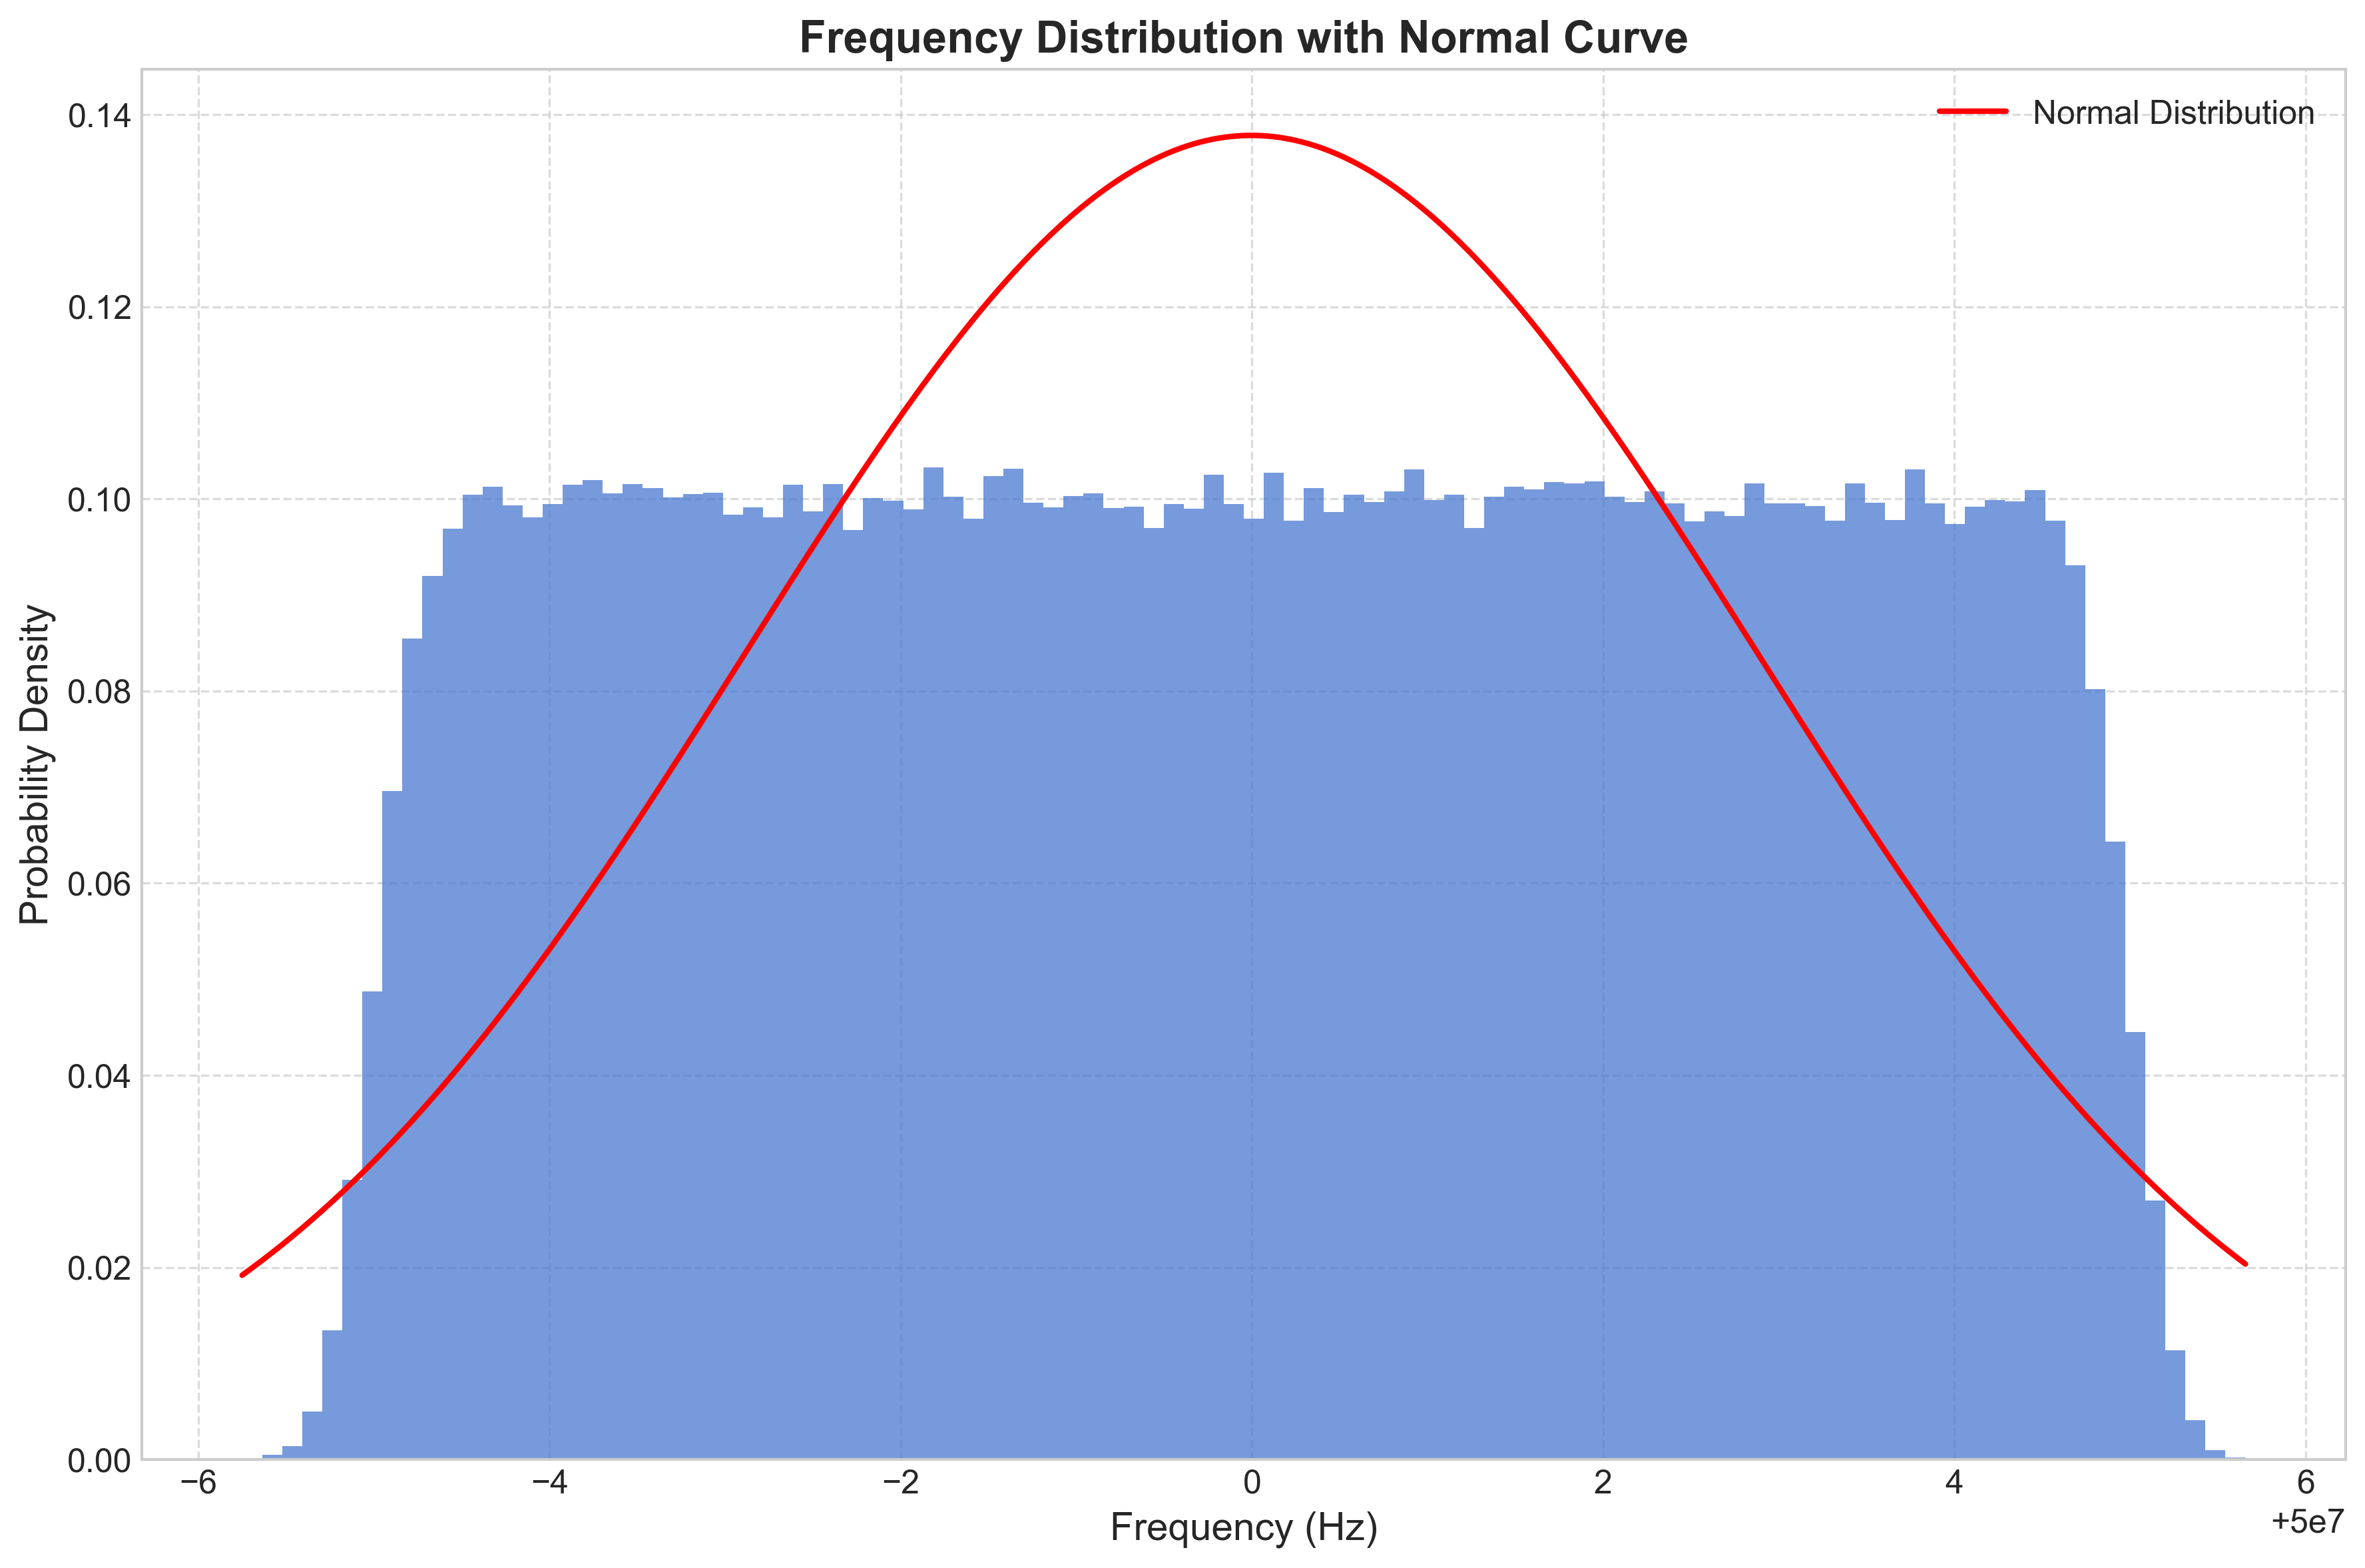 Frequency Distribution with Normal Curve
Normal Distribution
0.14
0.12
0.10
0.08
0.06
0.04
0.02
0.00
Probability Density
−6 −4 −2 0 2 4 6
+5e7
Frequency (Hz)